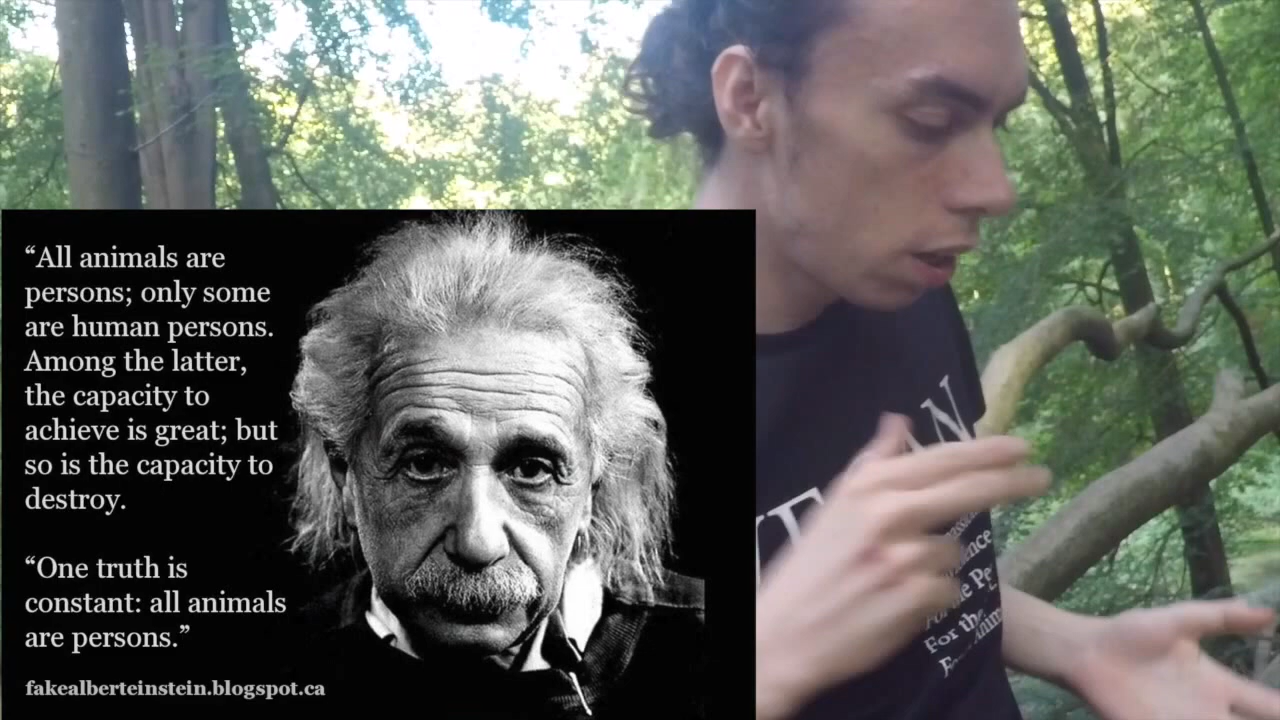 “All animals are
persons; only some
are human persons.
Among the latter,
the capacity to
achieve is great; but
so is the capacity to
destroy.
“One truth is
constant: all animals
are persons.”
fakealberteinstein.blogspot.ca
For the
For the